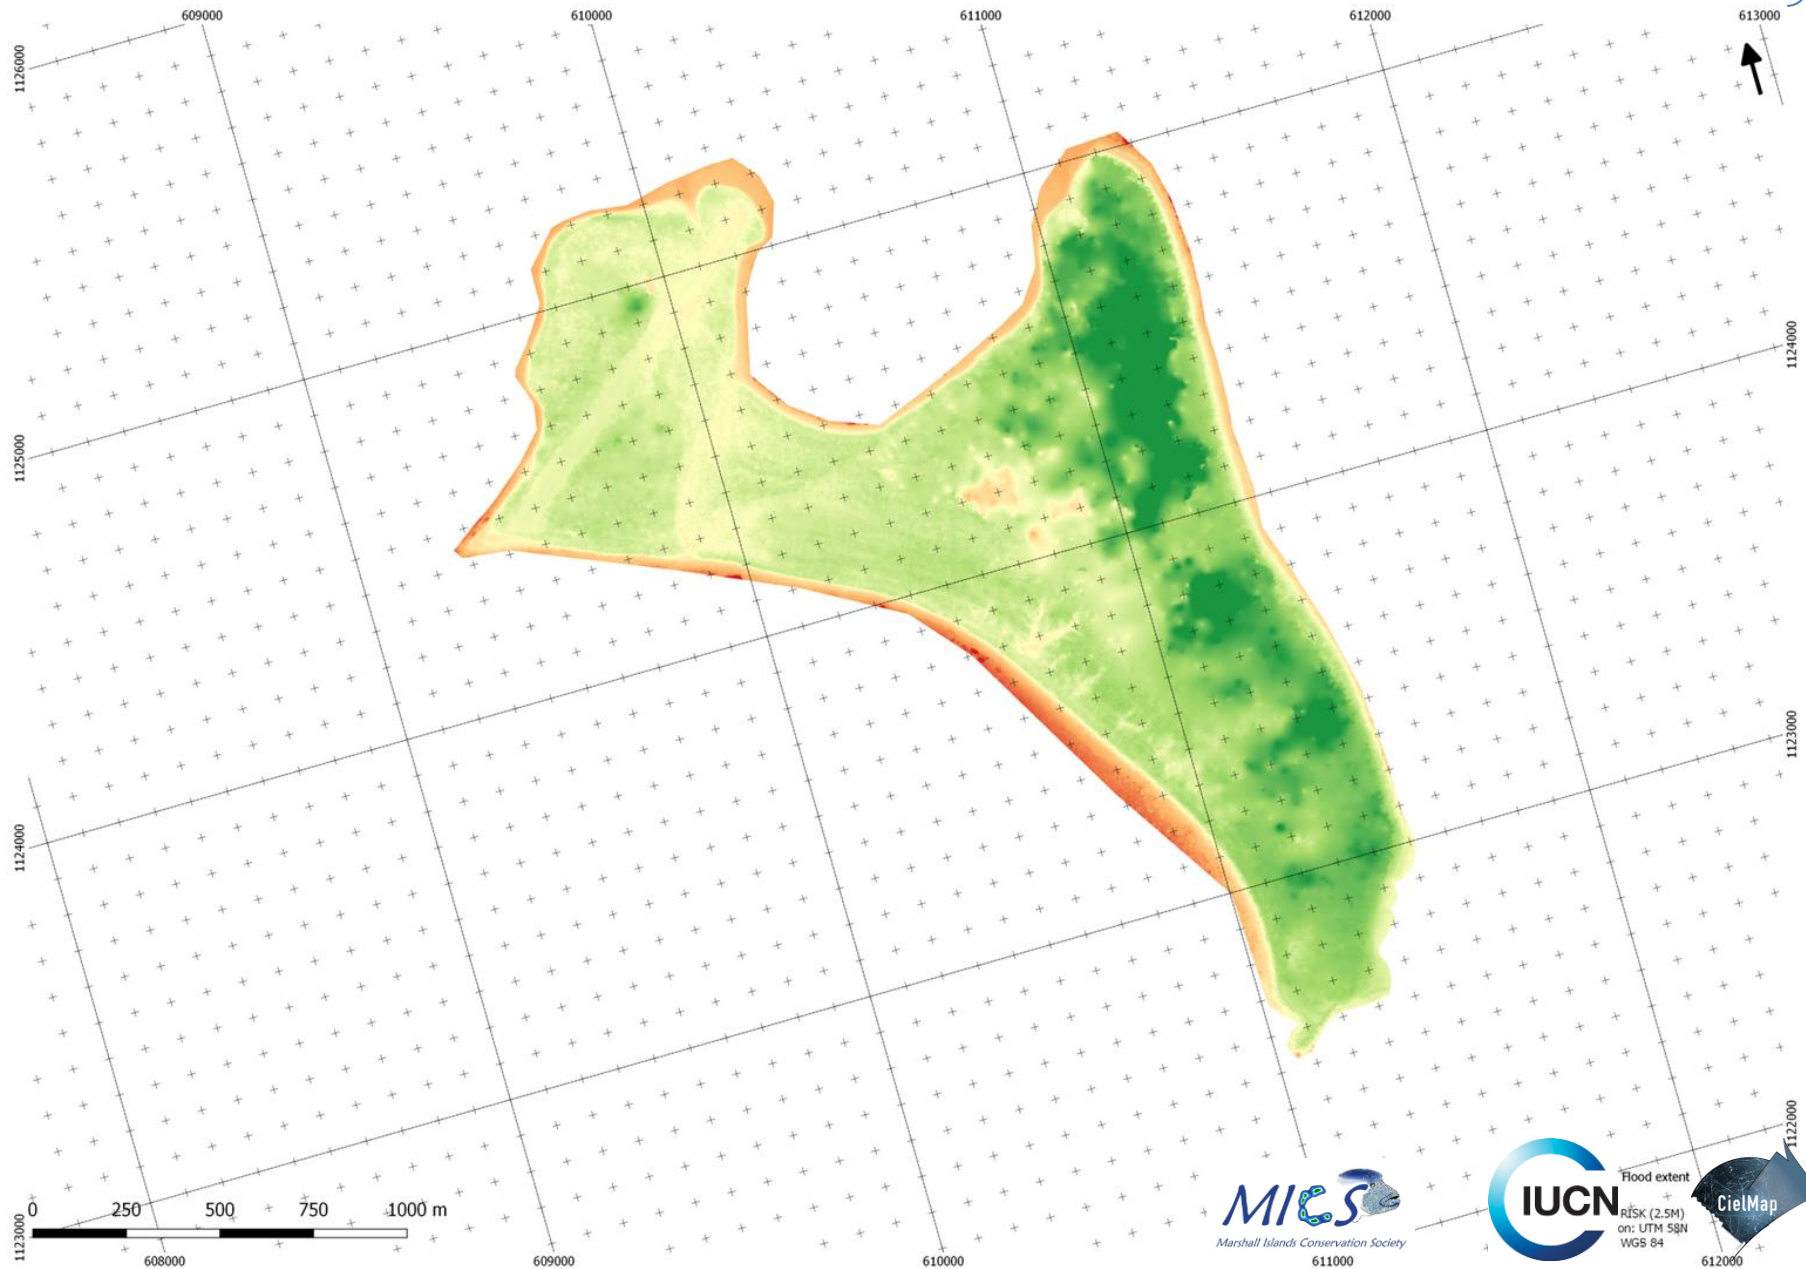 609000
610000
611000
612000
613000
1126000
1125000
1124000
1123000
1124000
1123000
1122000
0 250 500 750 1000 m
608000
609000
610000
611000
612000
MICS
Marshall Islands Conservation Society
IUCN
Flood extent
RISK (2.5M)
on: UTM 58N
WGS 84
CielMap